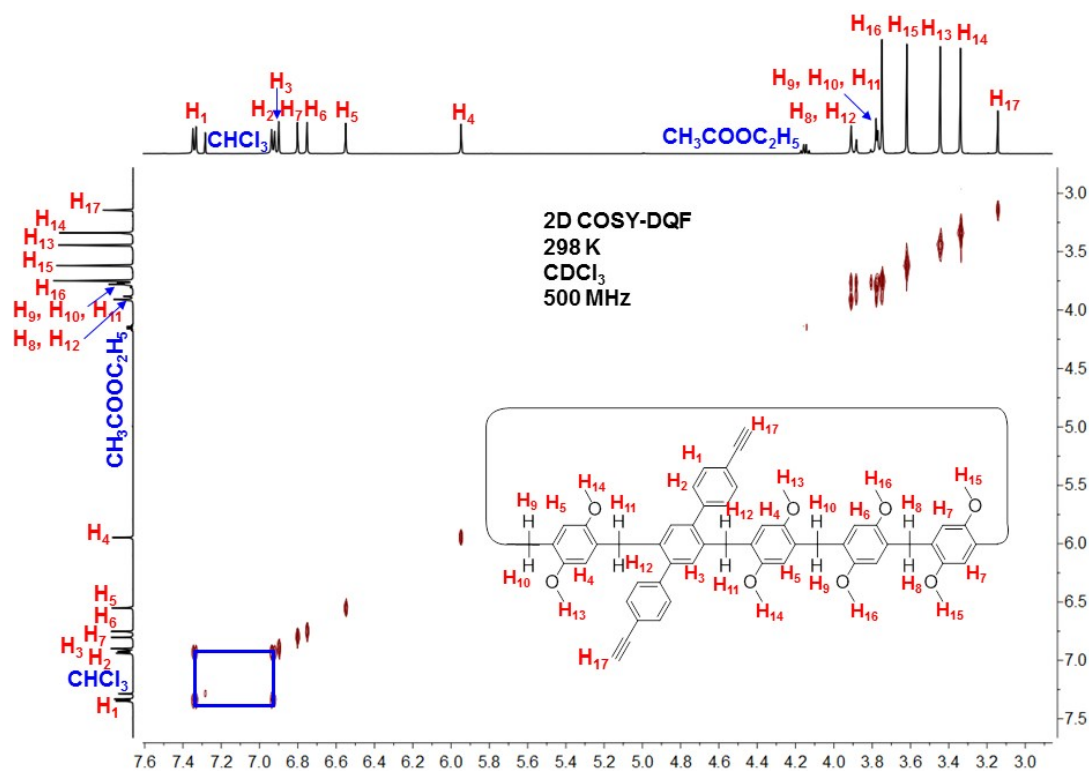 H₁₆ H₁₅ H₁₃ H₁₄
H₃
H₉, H₁₀, H₁₁
H₁
H₂ H₇ H₆ H₅ H₄
H₈, H₁₂
H₁₇
CHCl₃
CH₃COOC₂H₅
H₁₇
H₁₄
H₁₃
H₁₅
H₁₆
H₉, H₁₀, H₁₁
H₈, H₁₂
CH₃COOC₂H₅
H₄
H₅
H₆
H₇
H₃
H₂
CHCl₃
H₁
2D COSY-DQF
298 K
CDCl₃
500 MHz
H₁₇
H₁
H₂
H₁₄ H₁₃ H₁₆ H₁₅
H₉ H₅ O H₁₁ H₁₂ H₄ O H₁₀ H₆ O H₈ H₇ O
H H H H H
H H H H H
H₁₀ O H₄ H₁₂ H₃ H₁₁ O H₅ H₉ O H₆ H₈ O H₇
H₁₃ H₁₄ H₁₆ H₁₅
H₁₇
3.0
3.5
4.0
4.5
5.0
5.5
6.0
6.5
7.0
7.5
7.6 7.4 7.2 7.0 6.8 6.6 6.4 6.2 6.0 5.8 5.6 5.4 5.2 5.0 4.8 4.6 4.4 4.2 4.0 3.8 3.6 3.4 3.2 3.0